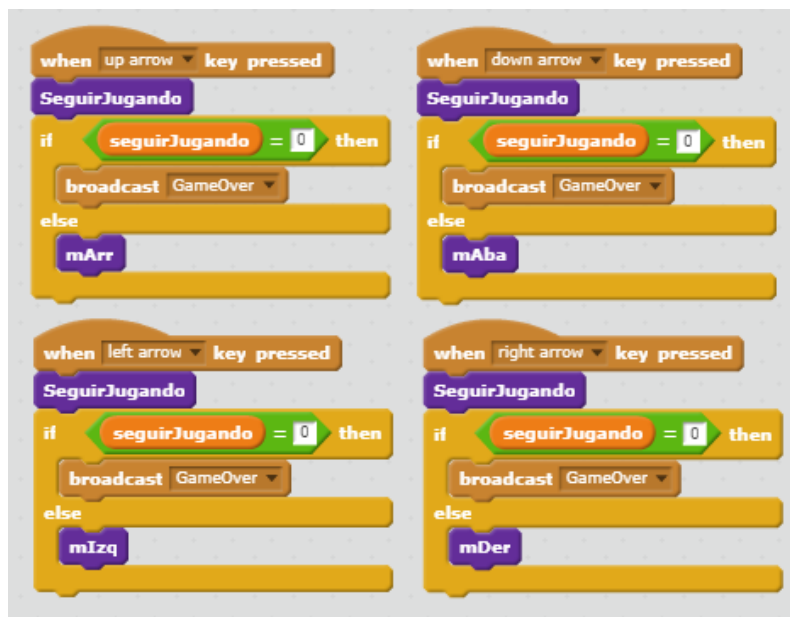 when up arrow key pressed
SeguirJugando
if seguirJugando = 0 then
broadcast GameOver
else
mArr
when down arrow key pressed
SeguirJugando
if seguirJugando = 0 then
broadcast GameOver
else
mAba
when left arrow key pressed
SeguirJugando
if seguirJugando = 0 then
broadcast GameOver
else
mIzq
when right arrow key pressed
SeguirJugando
if seguirJugando = 0 then
broadcast GameOver
else
mDer